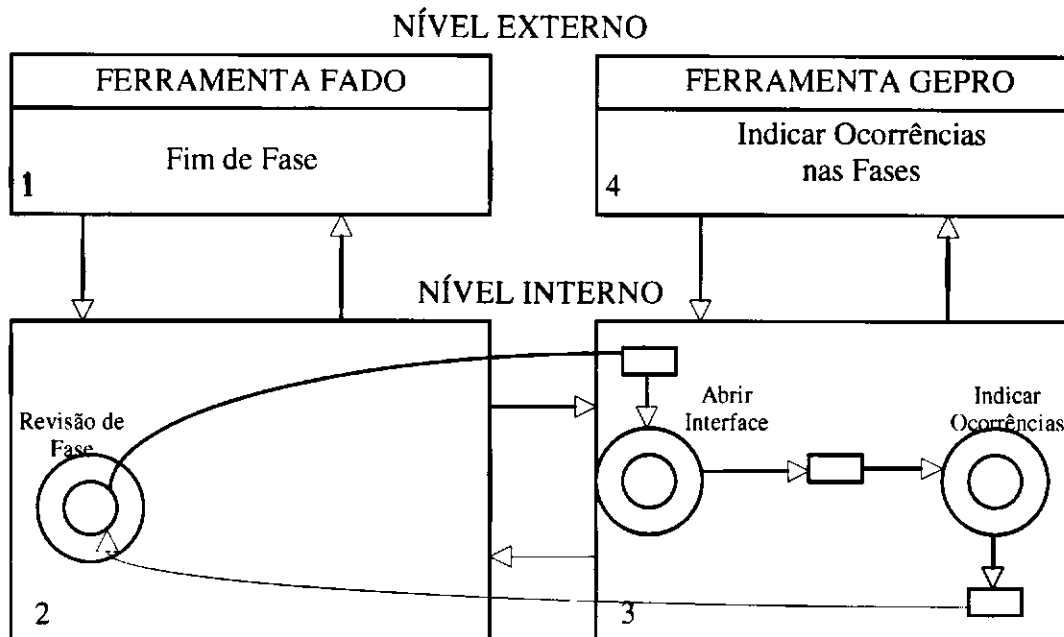 NÍVEL EXTERNO
FERRAMENTA FADO
Fim de Fase
1
FERRAMENTA GEPRO
Indicar Ocorrências
nas Fases
4
NÍVEL INTERNO
Revisão de
Fase
2
Abrir
Interface
Indicar
Ocorrências
3